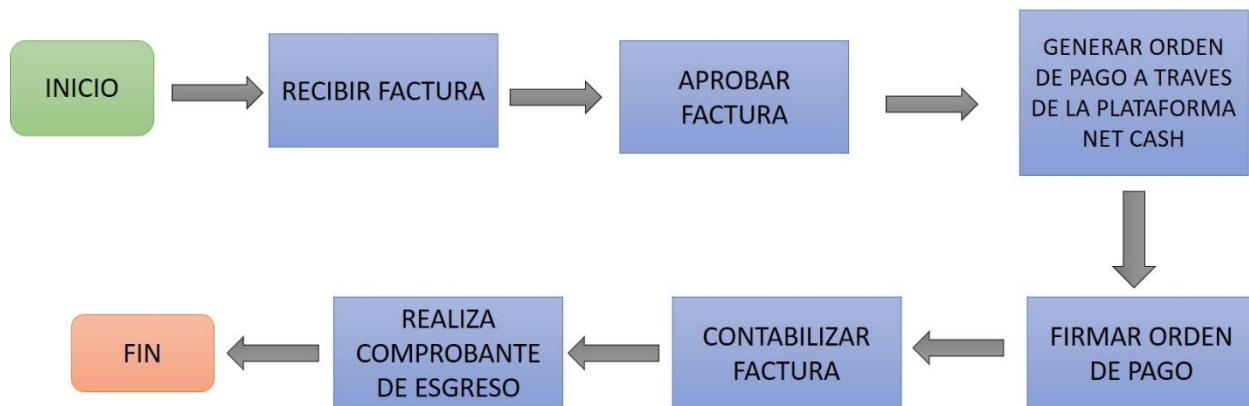 INICIO
RECIBIR FACTURA
APROBAR
FACTURA
GENERAR ORDEN
DE PAGO A TRAVES
DE LA PLATAFORMA
NET CASH
FIRMAR ORDEN
DE PAGO
CONTABILIZAR
FACTURA
REALIZA
COMPROBANTE
DE ESGRESO
FIN